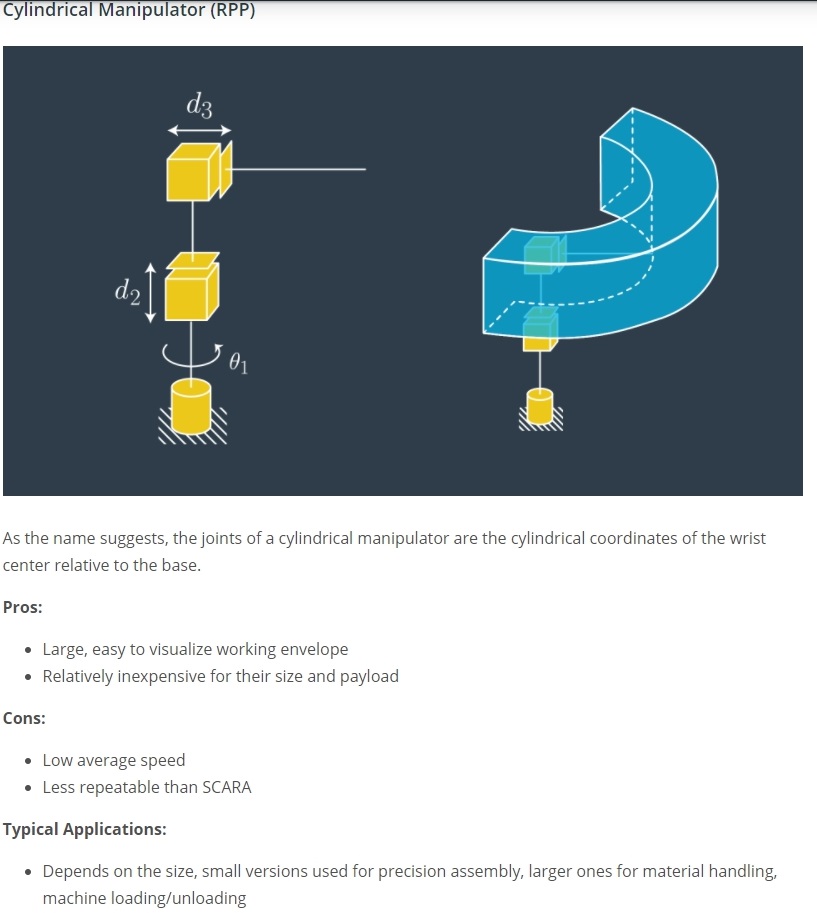 Cylindrical Manipulator (RPP)
d3
d2
θ1
As the name suggests, the joints of a cylindrical manipulator are the cylindrical coordinates of the wrist
center relative to the base.
Pros:
• Large, easy to visualize working envelope
• Relatively inexpensive for their size and payload
Cons:
• Low average speed
• Less repeatable than SCARA
Typical Applications:
• Depends on the size, small versions used for precision assembly, larger ones for material handling,
machine loading/unloading